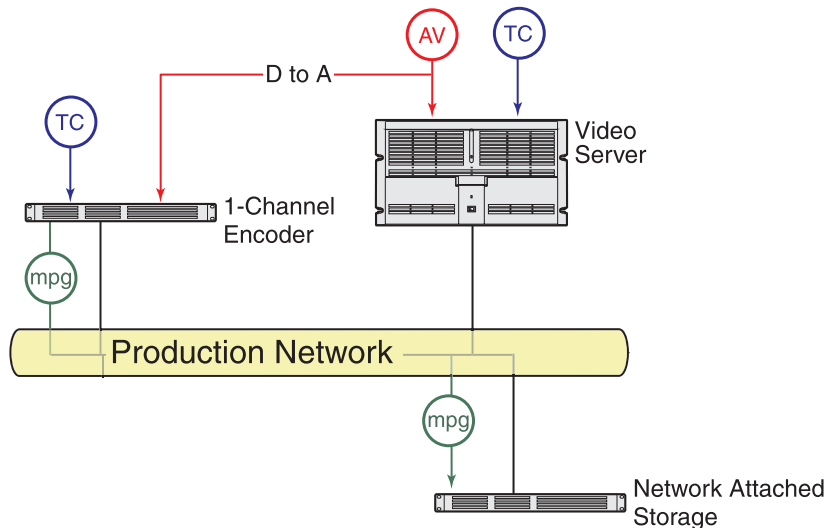 AV
TC
D to A
TC
Video
Server
1-Channel
Encoder
mpg
Production Network
mpg
Network Attached
Storage